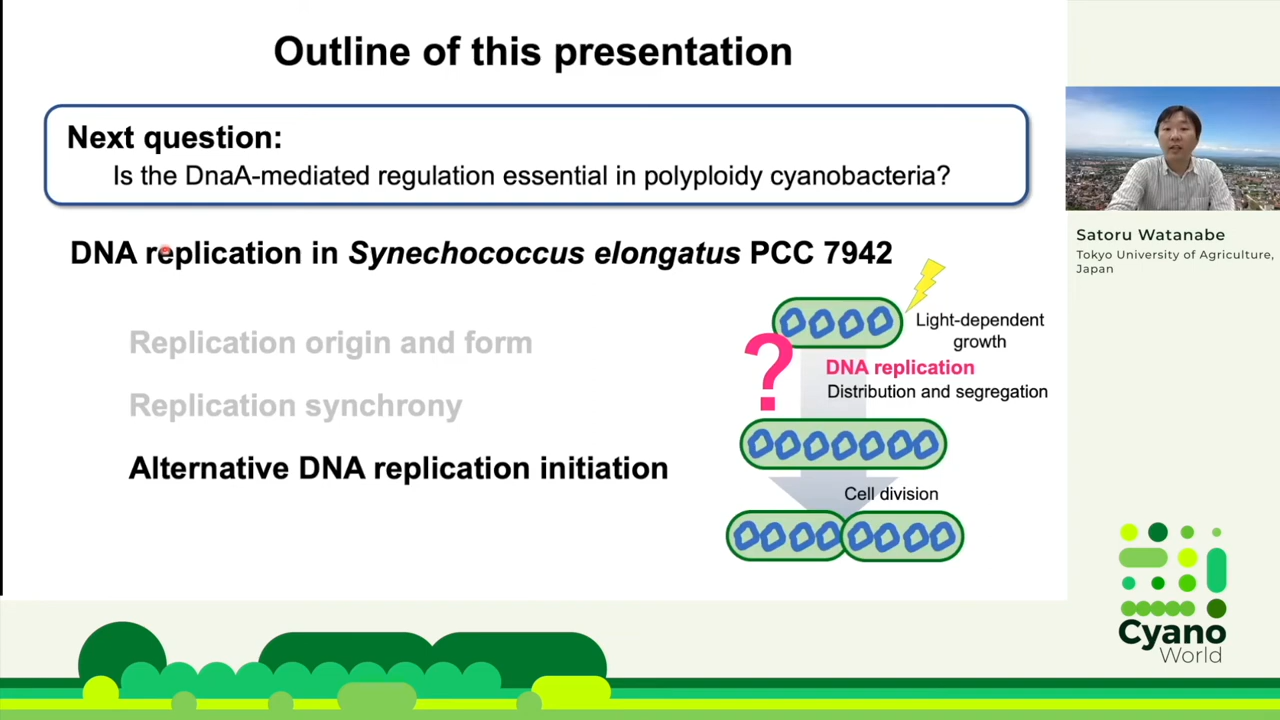 Outline of this presentation
Next question:
Is the DnaA-mediated regulation essential in polyploidy cyanobacteria?
DNA replication in Synechococcus elongatus PCC 7942
Replication origin and form
Replication synchrony
Alternative DNA replication initiation
?
Light-dependent
growth
DNA replication
Distribution and segregation
Cell division
Satoru Watanabe
Tokyo University of Agriculture,
Japan
Cyano
World